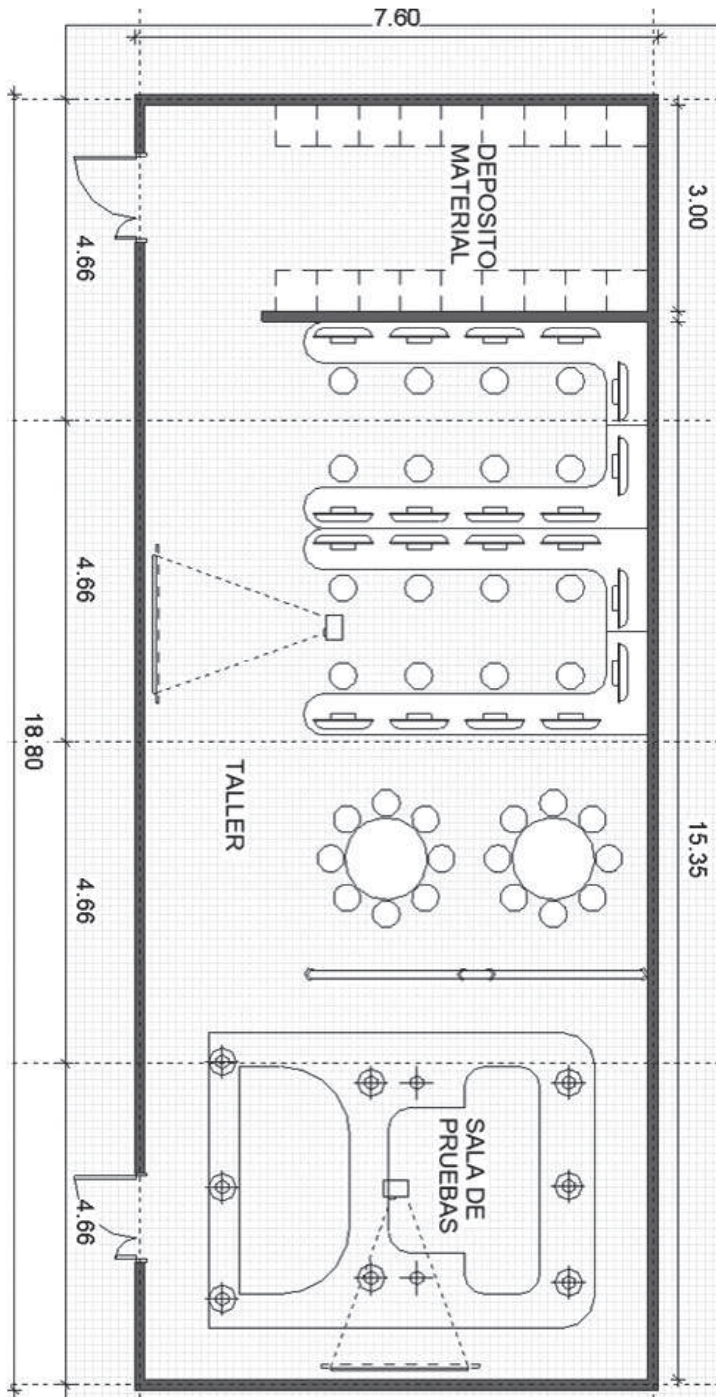 7.60
DEPOSITO
MATERIAL
3.00
4.66
4.66
18.80
TALLER
15.35
4.66
SALA DE
PRUEBAS
4.66